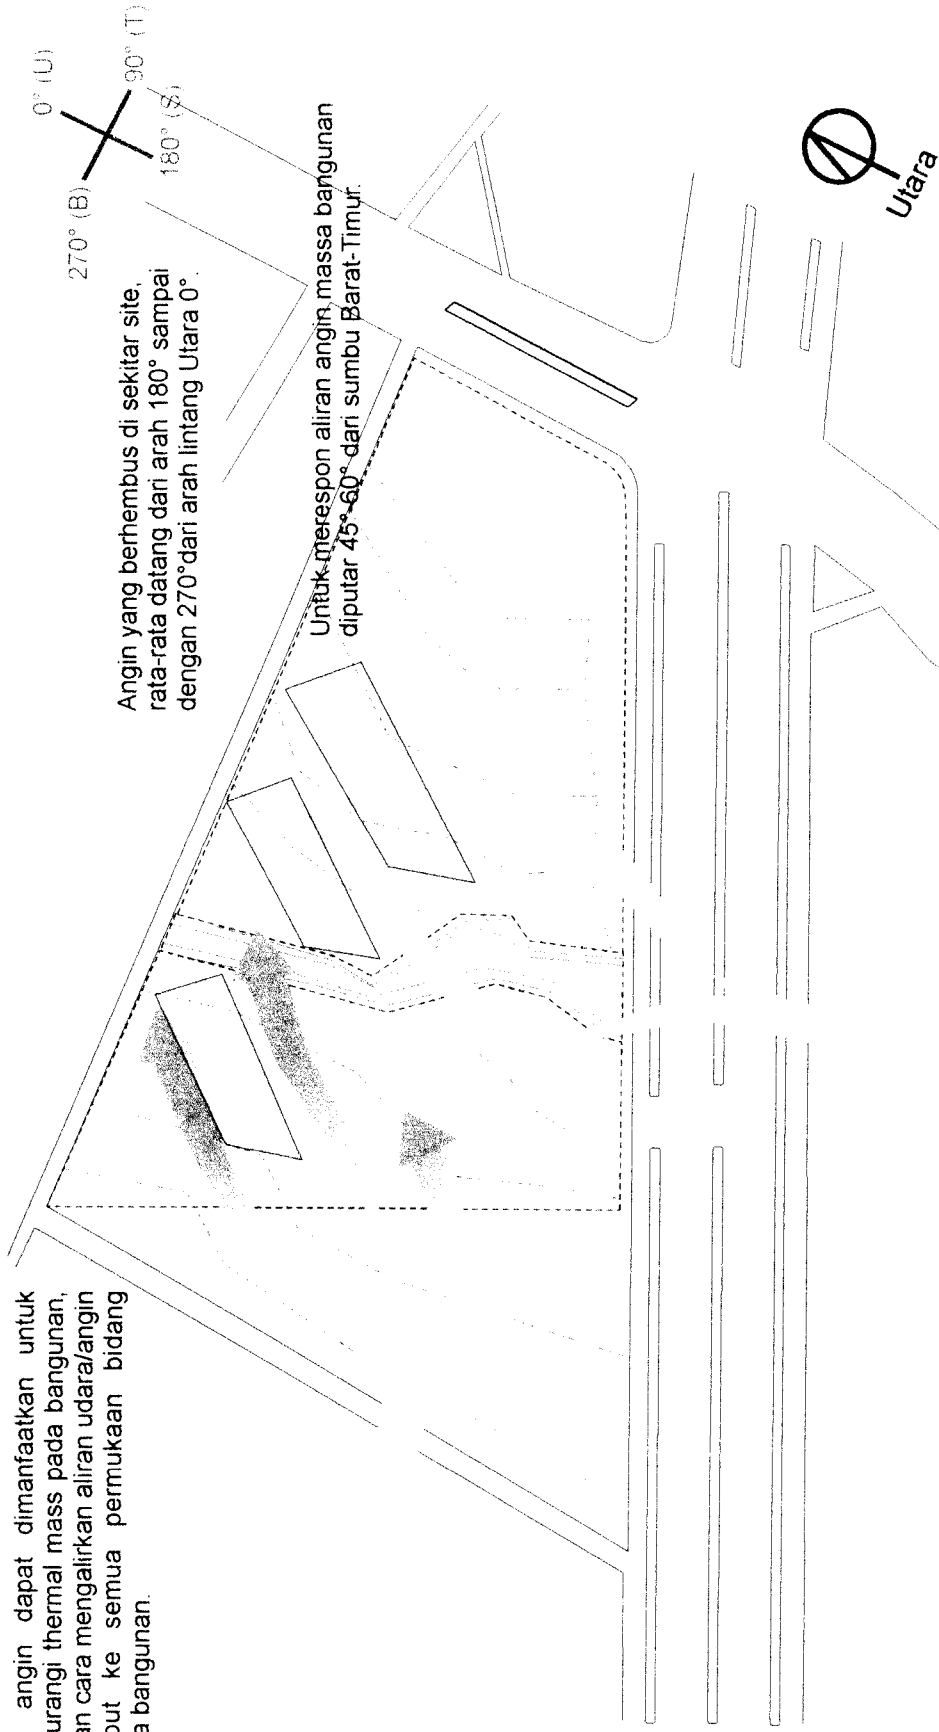 angin dapat dimanfaatkan untuk
urangi thermal mass pada bangunan,
an cara mengalirkan aliran udara/angin
out ke semua permukaan bidang
a bangunan.
Angin yang berhembus di sekitar site,
rata-rata datang dari arah 180° sampai
dengan 270°dari arah lintang Utara 0°.
Untuk merespon aliran angin massa bangunan
diputar 45°-60° dari sumbu Barat-Timur.
0° (U)
90° (T)
180° (S)
270° (B)
Utara